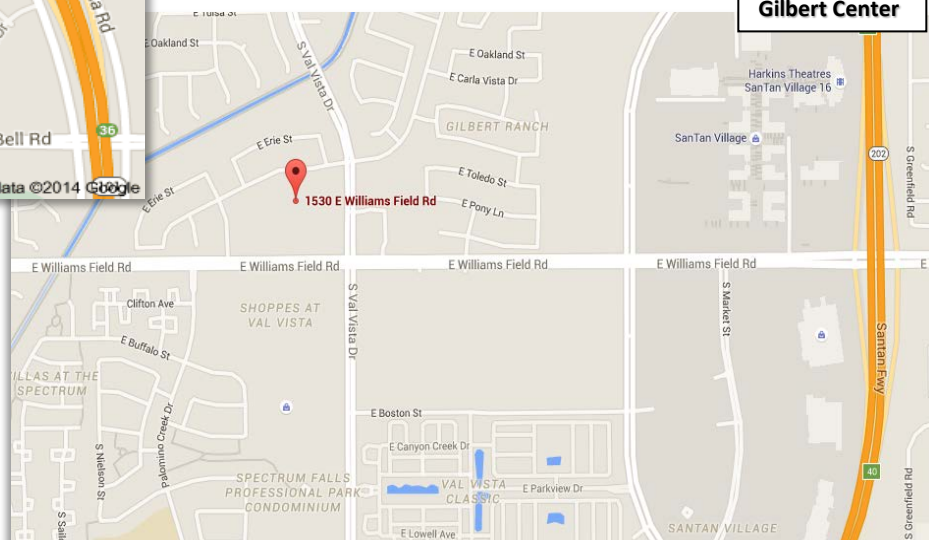 Gilbert Center
a Rd
Bell Rd
36
101
ata ©2014 Google
E Tulsa St
E Oakland St
S Val Vista Dr
E Oakland St
E Carla Vista Dr
GILBERT RANCH
Harkins Theatres
SanTan Village 16
SanTan Village
202
S Greenfield Rd
E Erie St
E Erie St
1530 E Williams Field Rd
E Toledo St
E Pony Ln
E Williams Field Rd
E Williams Field Rd
E Williams Field Rd
E Williams Field Rd
E
Clifton Ave
SHOPPES AT
VAL VISTA
S Val Vista Dr
S Market St
Santan Fwy
E Buffalo St
ILLAS AT THE
SPECTRUM
Palomino Creek Dr
S Nielson St
E Boston St
E Canyon Creek Dr
SPECTRUM FALLS
PROFESSIONAL PARK
CONDOMINIUM
VAL VISTA
CLASSIC
E Parkview Dr
40
S Greenfield Rd
S Sail
E Lowell Ave
SANTAN VILLAGE